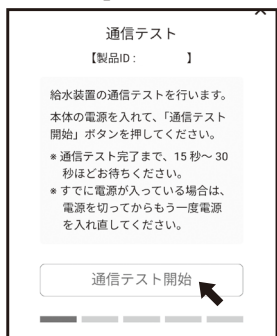 通信テスト
【製品ID：　　　】
給水装置の通信テストを行います。
本体の電源を入れて、「通信テスト
開始」ボタンを押してください。
※ 通信テスト完了まで、15 秒～ 30
秒ほどお待ちください。
※ すでに電源が入っている場合は、
電源を切ってからもう一度電源
を入れ直してください。
通信テスト開始